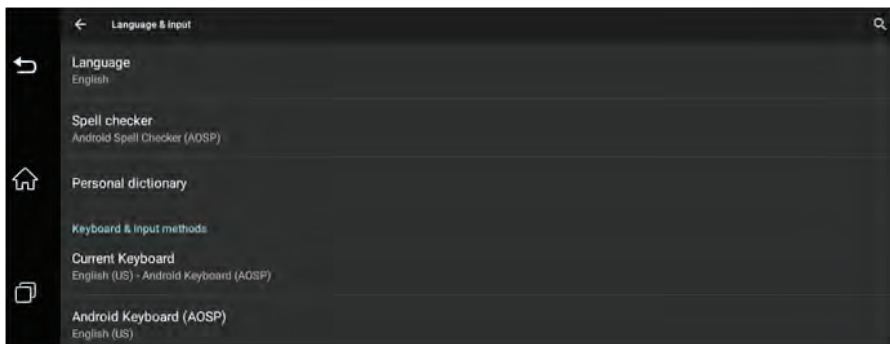 Language & input
Language
English
Spell checker
Android Spell Checker (AOSP)
Personal dictionary
Keyboard & input methods
Current Keyboard
English (US) - Android Keyboard (AOSP)
Android Keyboard (AOSP)
English (US)